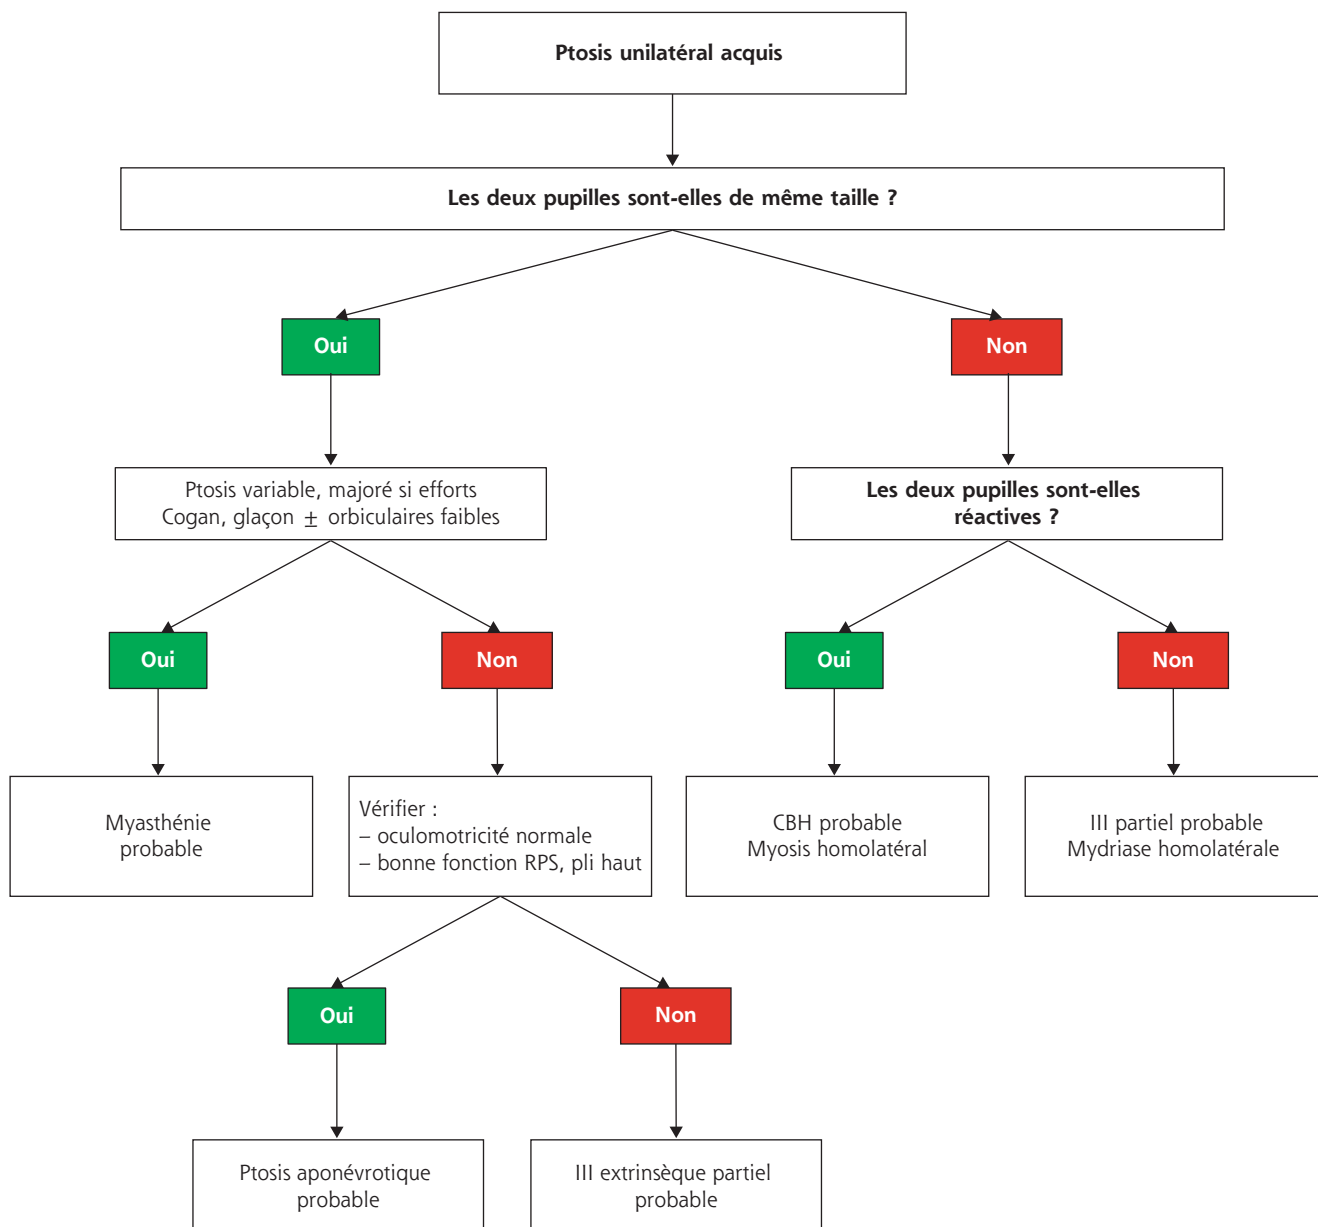 Ptosis unilatéral acquis
Les deux pupilles sont-elles de même taille ?
Oui
Non
Ptosis variable, majoré si efforts
Cogan, glaçon ± orbiculaires faibles
Les deux pupilles sont-elles
réactives ?
Oui
Non
Oui
Non
Myasthénie
probable
Vérifier :
– oculomotricité normale
– bonne fonction RPS, pli haut
CBH probable
Myosis homolatéral
III partiel probable
Mydriase homolatérale
Oui
Non
Ptosis aponévrotique
probable
III extrinsèque partiel
probable